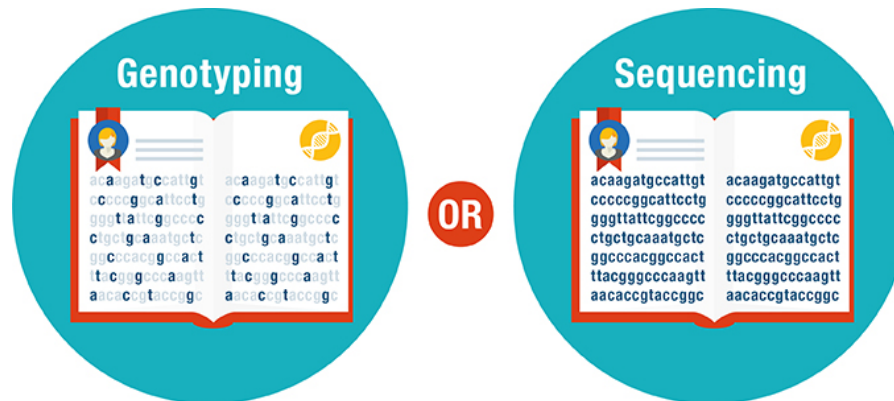 Genotyping
acaagatgccattgt
cccccggcattcctg
gggttattcggcccc
ctgctgcaaatgctc
ggcccacggccact
ttacgggcccaagtt
aacaccgtaccggc
acaagatgccattgt
cccccggcattcctg
gggttattcggcccc
ctgctgcaaatgctc
ggcccacggccact
ttacgggcccaagtt
aacaccgtaccggc
OR
Sequencing
acaagatgccattgt
cccccggcattcctg
gggttattcggcccc
ctgctgcaaatgctc
ggcccacggccact
ttacgggcccaagtt
aacaccgtaccggc
acaagatgccattgt
cccccggcattcctg
gggttattcggcccc
ctgctgcaaatgctc
ggcccacggccact
ttacgggcccaagtt
aacaccgtaccggc